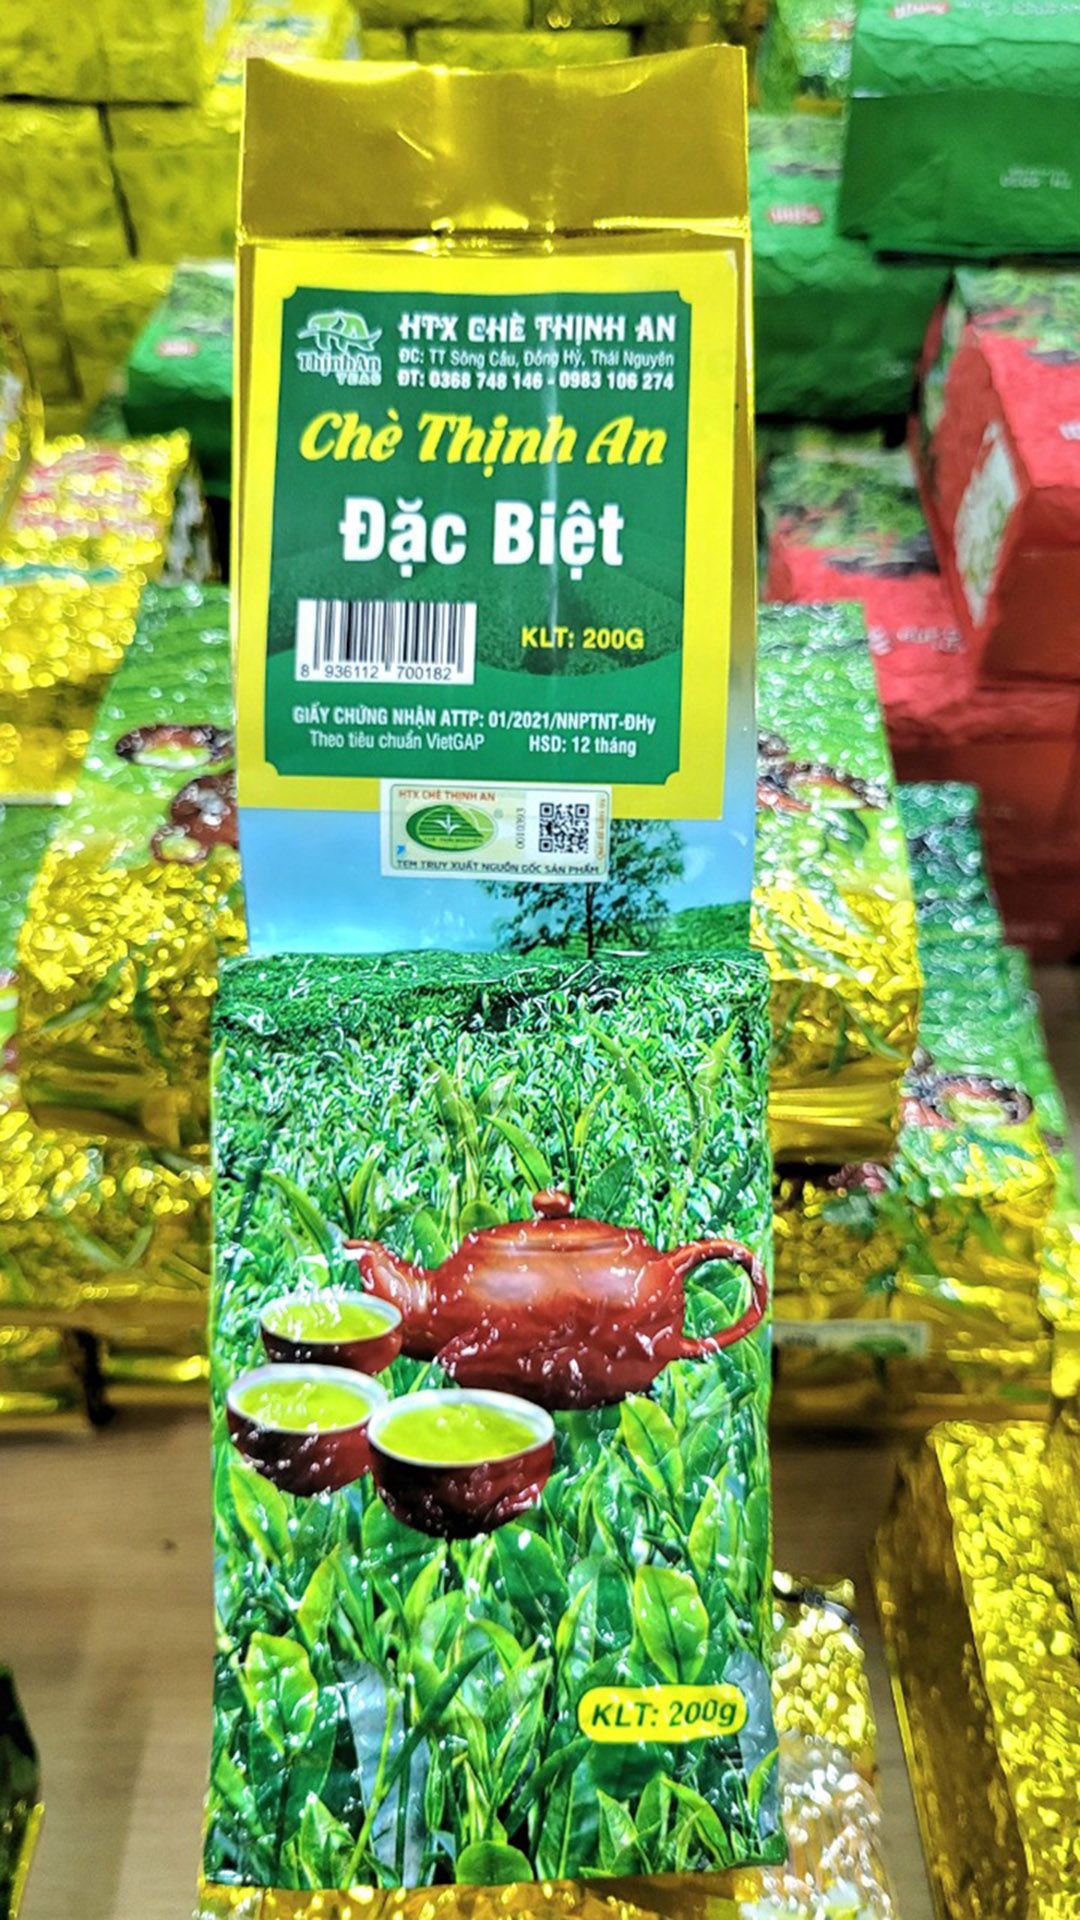 ThịnhAn
TEAS
HTX CHÈ THỊNH AN
ĐC: TT Sông Cầu, Đồng Hỷ, Thái Nguyên
ĐT: 0368 748 146 - 0983 106 274
Chè Thịnh An
Đặc Biệt
KLT: 200G
8 936112 700182
GIẤY CHỨNG NHẬN ATTP: 01/2021/NNPTNT-ĐHy
Theo tiêu chuẩn VietGAP HSD: 12 tháng
HTX CHÈ THỊNH AN
TEM TRUY XUẤT NGUỒN GỐC SẢN PHẨM
KLT: 200g